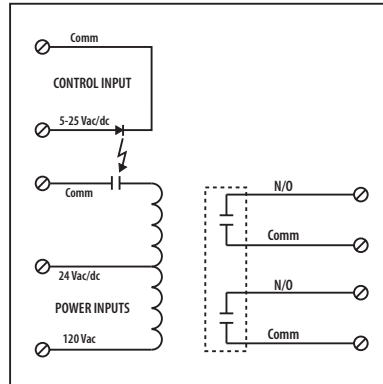 Comm
CONTROL INPUT
5-25 Vac/dc
Comm
24 Vac/dc
POWER INPUTS
120 Vac
N/O
Comm
N/O
Comm